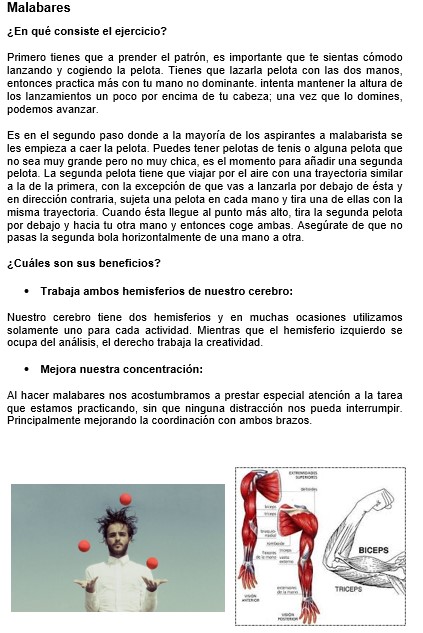 Malabares
¿En qué consiste el ejercicio?
Primero tienes que a prender el patrón, es importante que te sientas cómodo
lanzando y cogiendo la pelota. Tienes que lazarla pelota con las dos manos,
entonces practica más con tu mano no dominante. intenta mantener la altura de
los lanzamientos un poco por encima de tu cabeza; una vez que lo domines,
podemos avanzar.
Es en el segundo paso donde a la mayoría de los aspirantes a malabarista se
les empieza a caer la pelota. Puedes tener pelotas de tenis o alguna pelota que
no sea muy grande pero no muy chica, es el momento para añadir una segunda
pelota. La segunda pelota tiene que viajar por el aire con una trayectoria similar
a la de la primera, con la excepción de que vas a lanzarla por debajo de ésta y
en dirección contraria, sujeta una pelota en cada mano y tira una de ellas con la
misma trayectoria. Cuando ésta llegue al punto más alto, tira la segunda pelota
por debajo y hacia tu otra mano y entonces coge ambas. Asegúrate de que no
pasas la segunda bola horizontalmente de una mano a otra.
¿Cuáles son sus beneficios?
• Trabaja ambos hemisferios de nuestro cerebro:
Nuestro cerebro tiene dos hemisferios y en muchas ocasiones utilizamos
solamente uno para cada actividad. Mientras que el hemisferio izquierdo se
ocupa del análisis, el derecho trabaja la creatividad.
• Mejora nuestra concentración:
Al hacer malabares nos acostumbramos a prestar especial atención a la tarea
que estamos practicando, sin que ninguna distracción nos pueda interrumpir.
Principalmente mejorando la coordinación con ambos brazos.
EXTREMIDADES
SUPERIORES
deltoides
bíceps
tríceps
BICEPS
TRICEPS
VISIÓN
ANTERIOR
VISIÓN
POSTERIOR